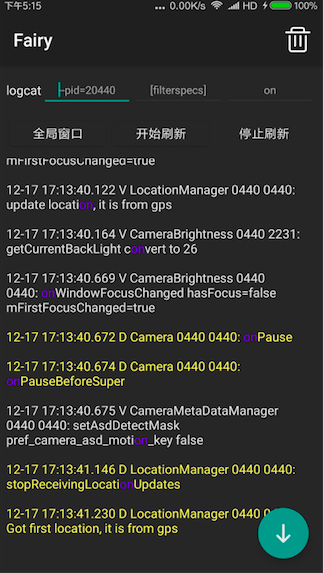 下午5:15 ... 0.00K/s HD 100%
Fairy
logcat --pid=20440 [filterspecs] on
全局窗口 开始刷新 停止刷新
mFirstFocusChanged=true
12-17 17:13:40.122 V LocationManager 0440 0440:
update location, it is from gps
12-17 17:13:40.164 V CameraBrightness 0440 2231:
getCurrentBackLight convert to 26
12-17 17:13:40.669 V CameraBrightness 0440
0440: onWindowFocusChanged hasFocus=false
mFirstFocusChanged=true
12-17 17:13:40.672 D Camera 0440 0440: onPause
12-17 17:13:40.674 D Camera 0440 0440:
onPauseBeforeSuper
12-17 17:13:40.675 V CameraMetaDataManager
0440 0440: setAsdDetectMask
pref_camera_asd_motion_key false
12-17 17:13:41.146 D LocationManager 0440 0440:
stopReceivingLocationUpdates
12-17 17:13:41.230 D LocationManager 0440
Got first location, it is from gps